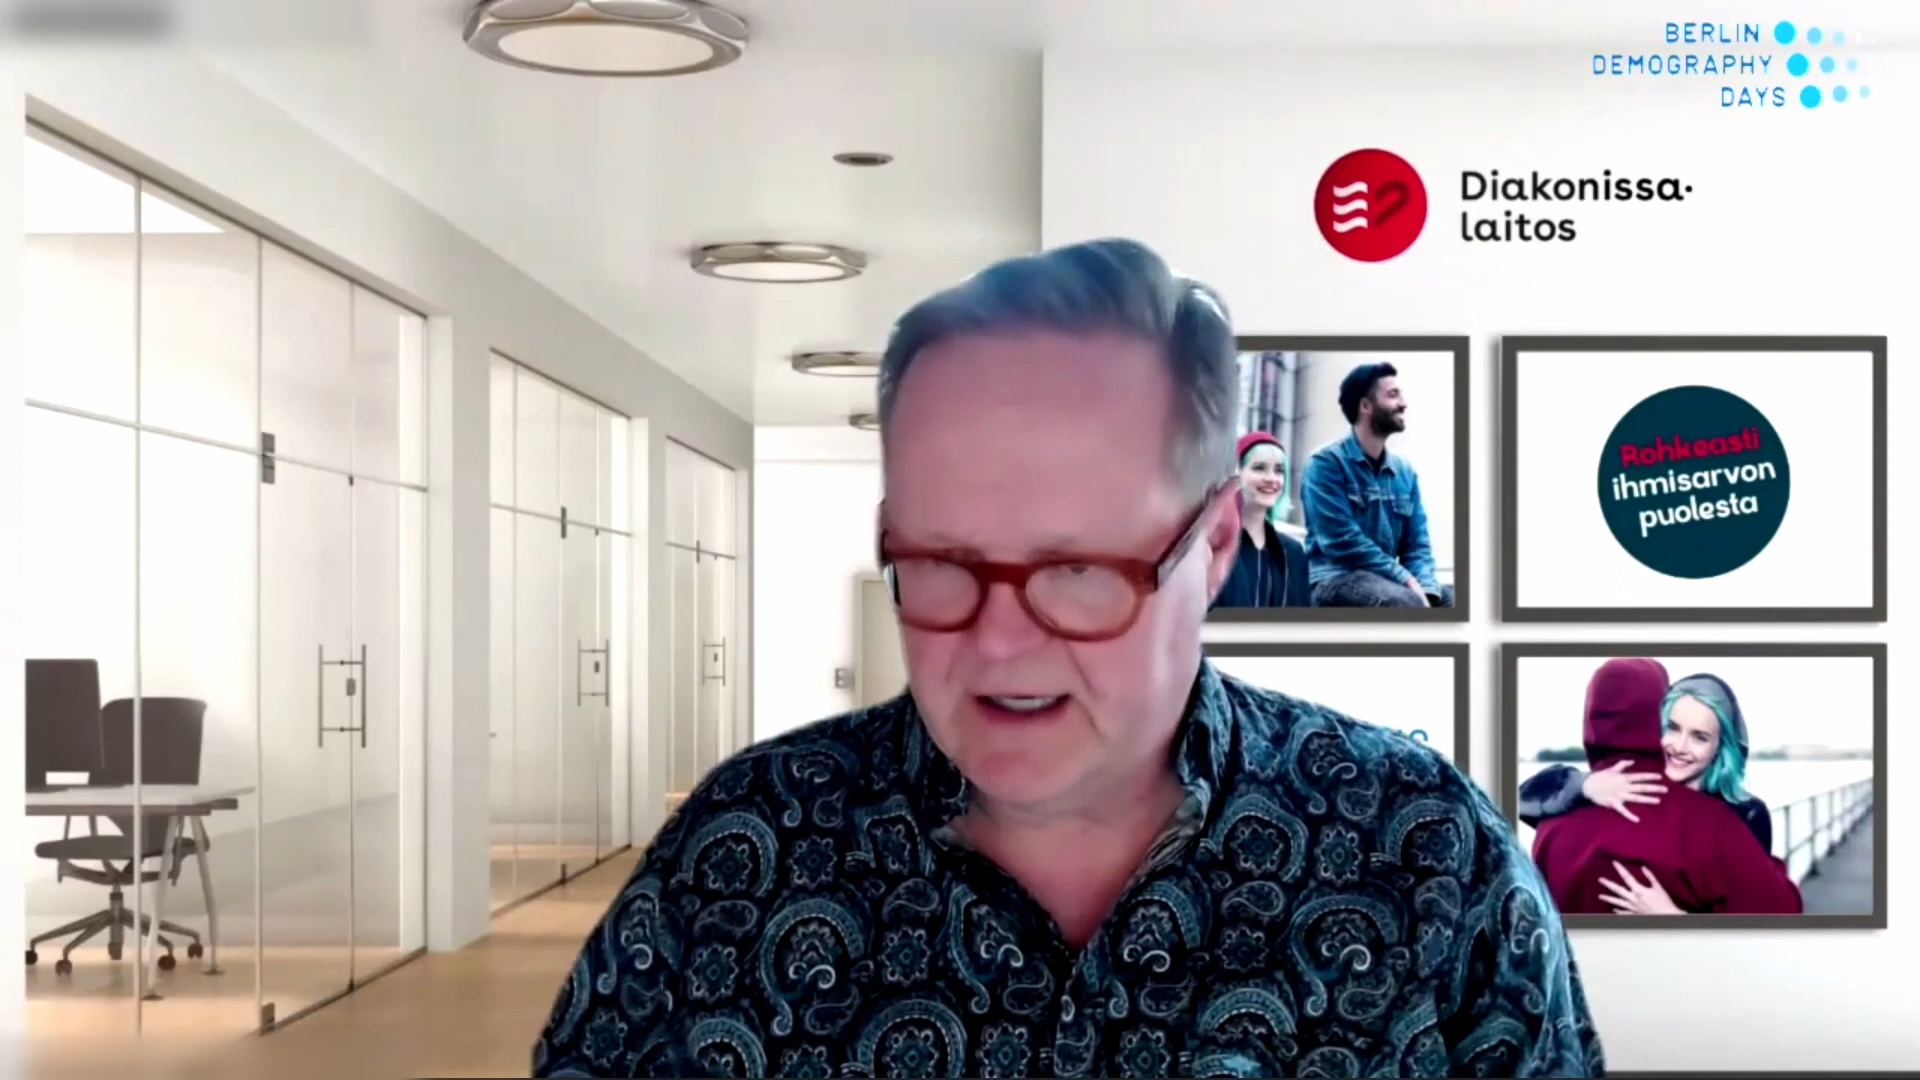 BERLIN
DEMOGRAPHY
DAYS
Diakonissa·
laitos
Rohkeasti
ihmisarvon
puolesta